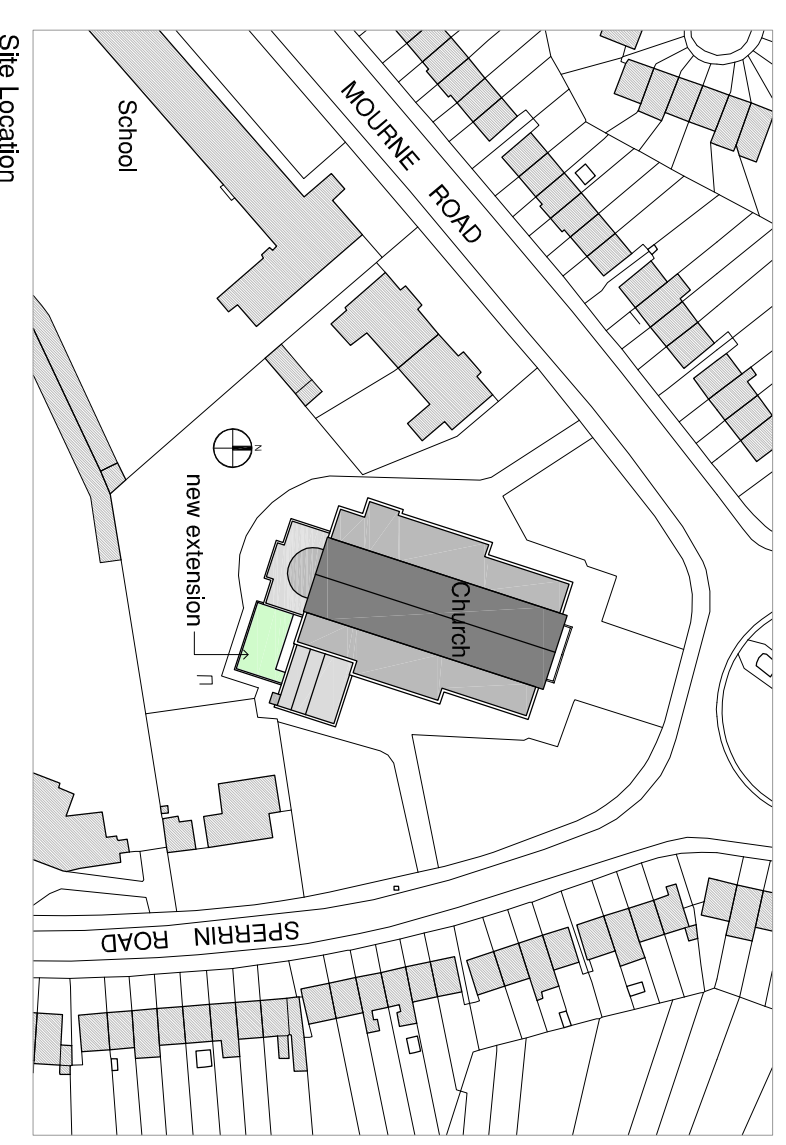 Site Location
School
MOURNE ROAD
N
new extension
Church
SPERRIN ROAD